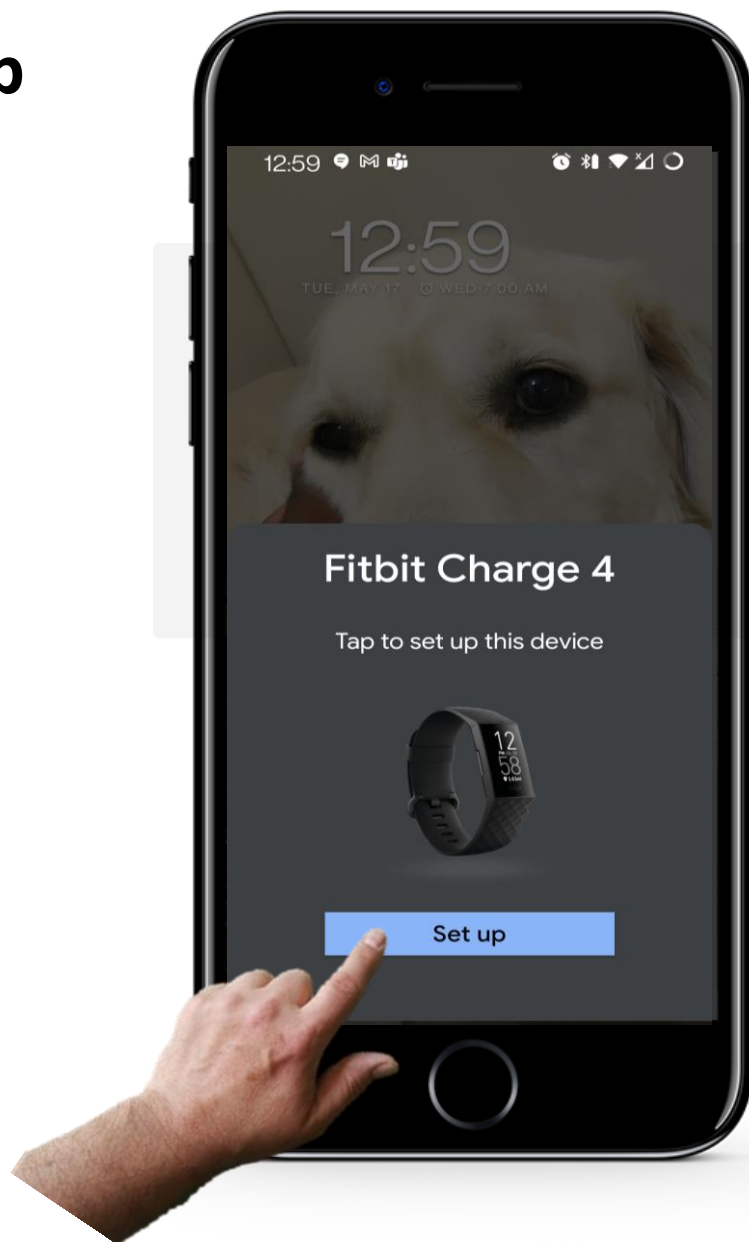 p
12:59
12:59
TUE, MAY 17 WED 7:00 AM
Fitbit Charge 4
Tap to set up this device
12
58
Set up